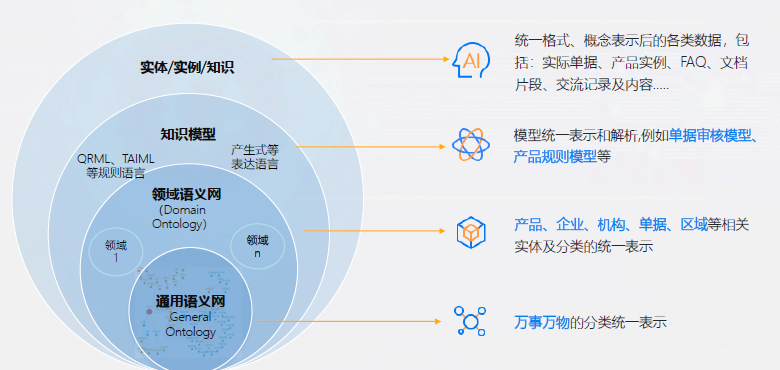 实体/实例/知识
知识模型
QRML、TAIML
等规则语言
产生式等
表达语言
领域语义网
(Domain
Ontology)
领域
1
领域
n
通用语义网
General
Ontology
AI
统一格式、概念表示后的各类数据，包
括：实际单据、产品实例、FAQ、文档
片段、交流记录及内容.....
模型统一表示和解析,例如单据审核模型、
产品规则模型等
产品、企业、机构、单据、区域等相关
实体及分类的统一表示
万事万物的分类统一表示